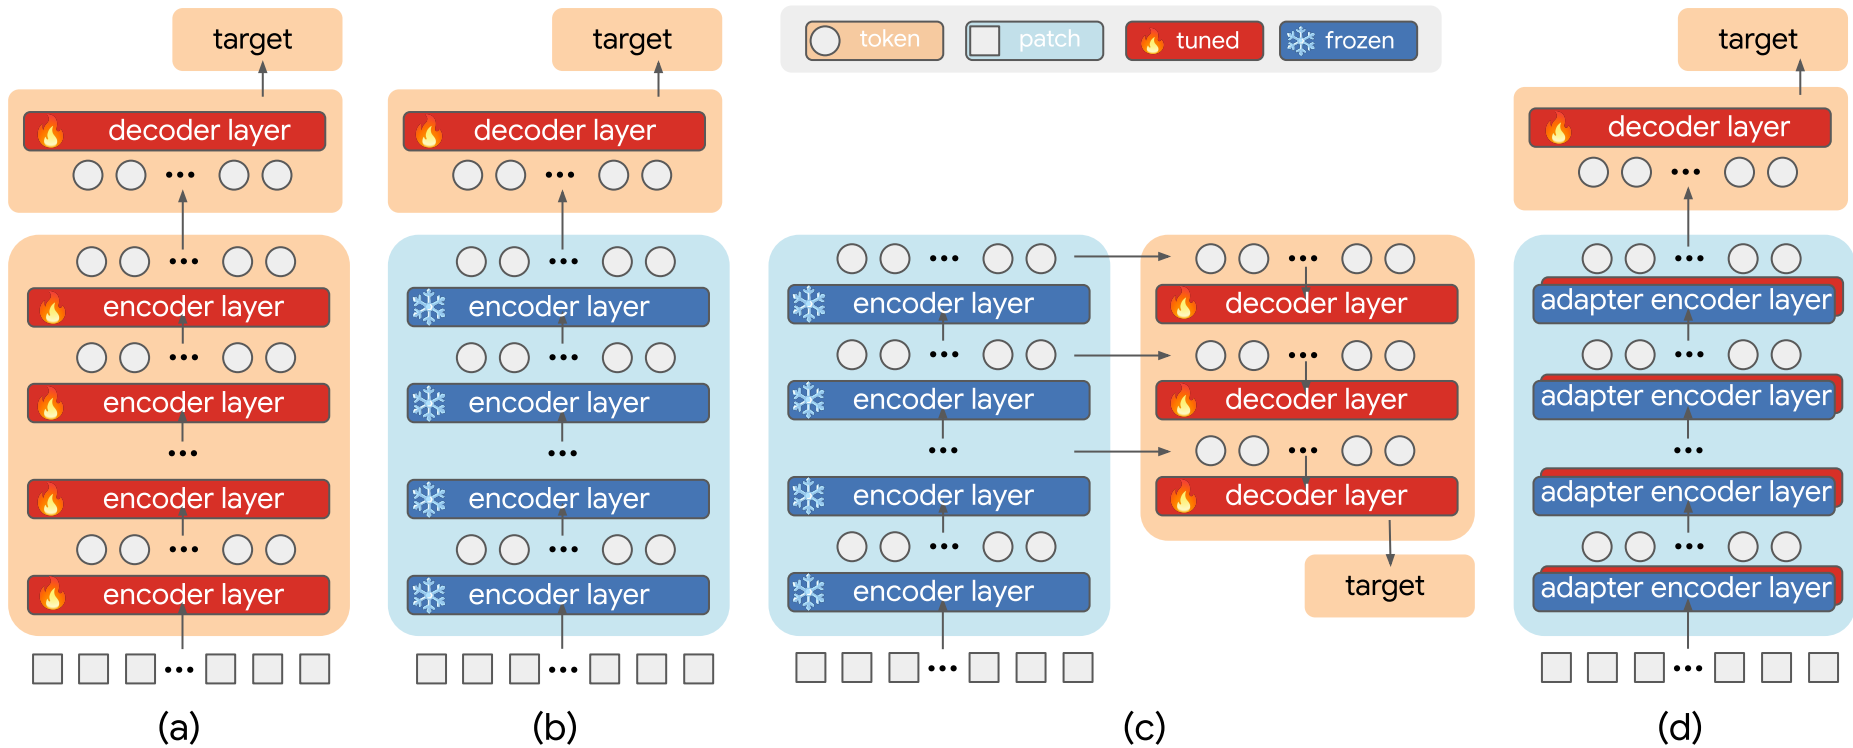 target
decoder layer
encoder layer
encoder layer
encoder layer
encoder layer
(a)
target
decoder layer
encoder layer
encoder layer
encoder layer
encoder layer
(b)
token
patch
tuned
frozen
encoder layer
encoder layer
encoder layer
encoder layer
decoder layer
decoder layer
decoder layer
target
(c)
target
decoder layer
adapter encoder layer
adapter encoder layer
adapter encoder layer
adapter encoder layer
(d)